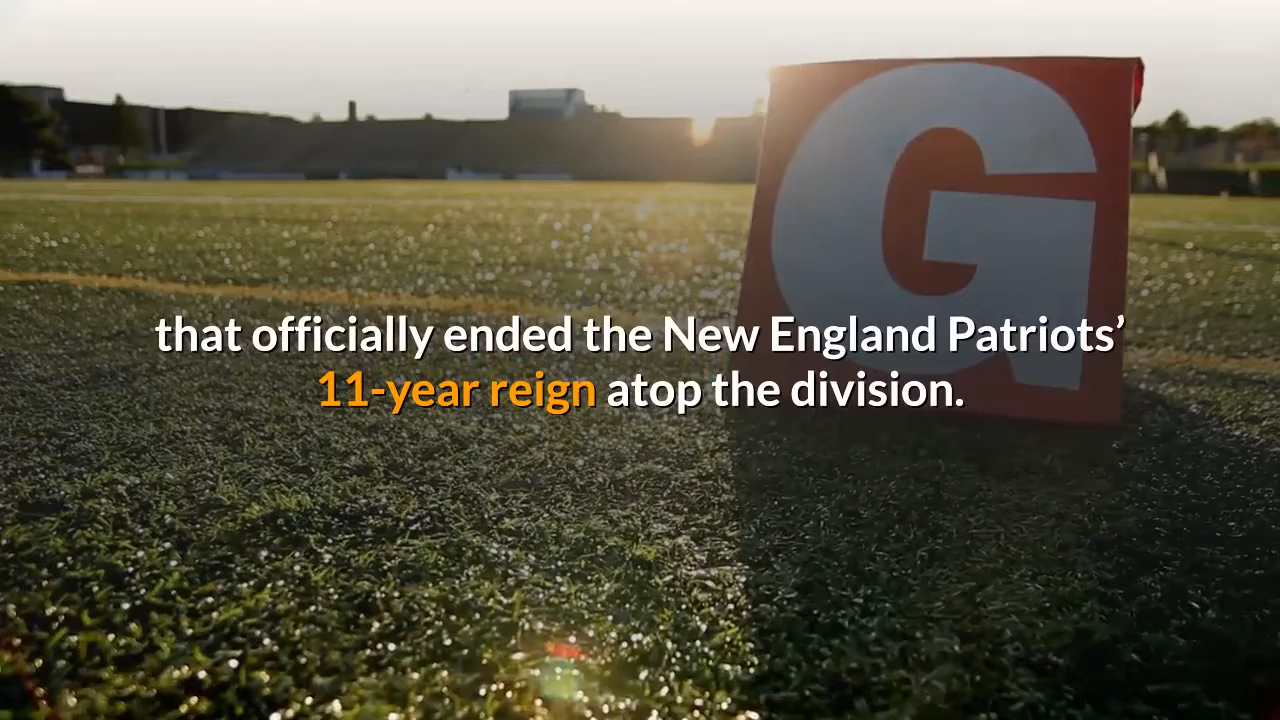 G
that officially ended the New England Patriots’
11-year reign atop the division.